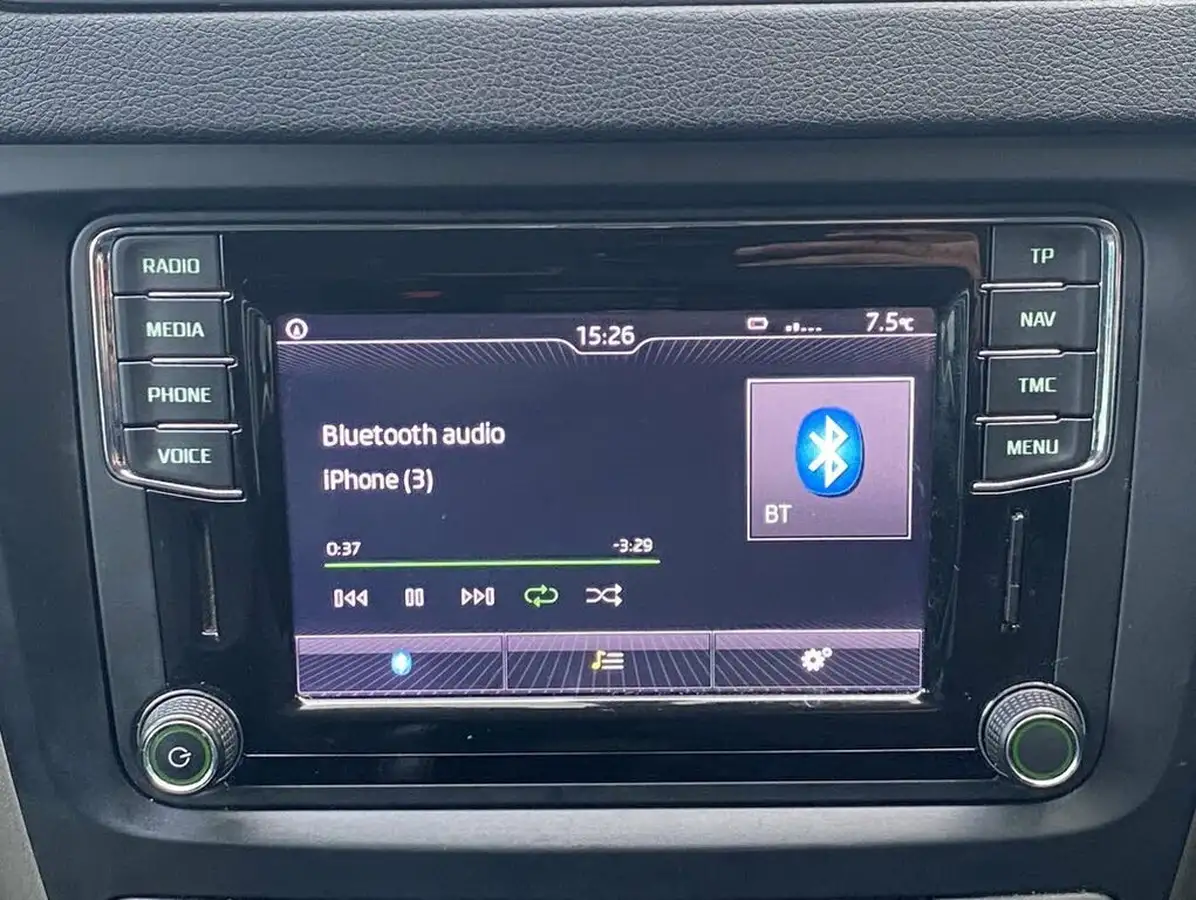 RADIO
MEDIA
PHONE
VOICE
15:26
7.5°C
Bluetooth audio
iPhone (3)
0:37
-3:29
BT
TP
NAV
TMC
MENU